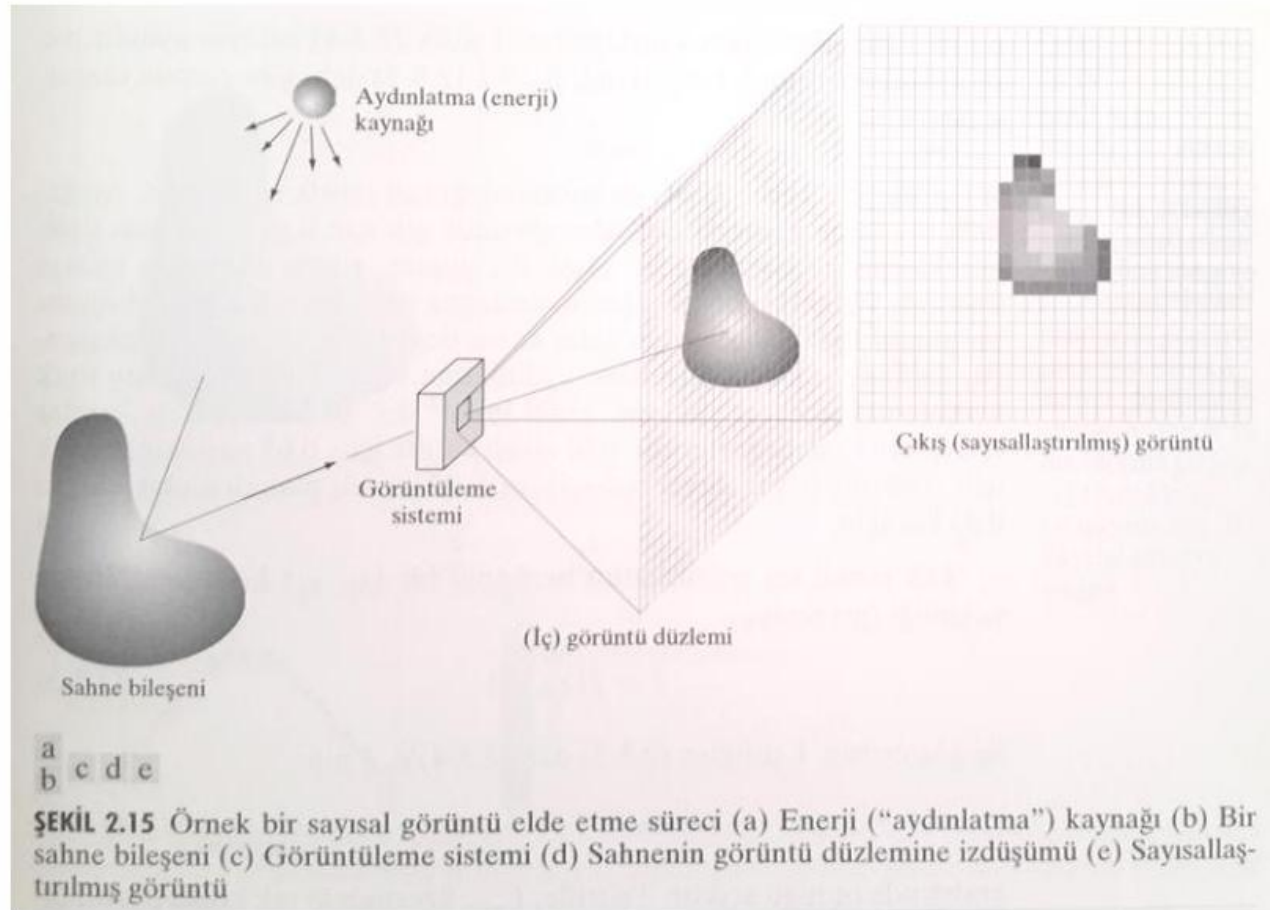 Aydınlatma (enerji)
kaynağı
Çıkış (sayısallaştırılmış) görüntü
Görüntüleme
sistemi
(İç) görüntü düzlemi
Sahne bileşeni
a
b c d e
ŞEKİL 2.15 Örnek bir sayısal görüntü elde etme süreci (a) Enerji (“aydınlatma”) kaynağı (b) Bir
sahne bileşeni (c) Görüntüleme sistemi (d) Sahnenin görüntü düzlemine izdüşümü (e) Sayısallaş-
tırılmış görüntü